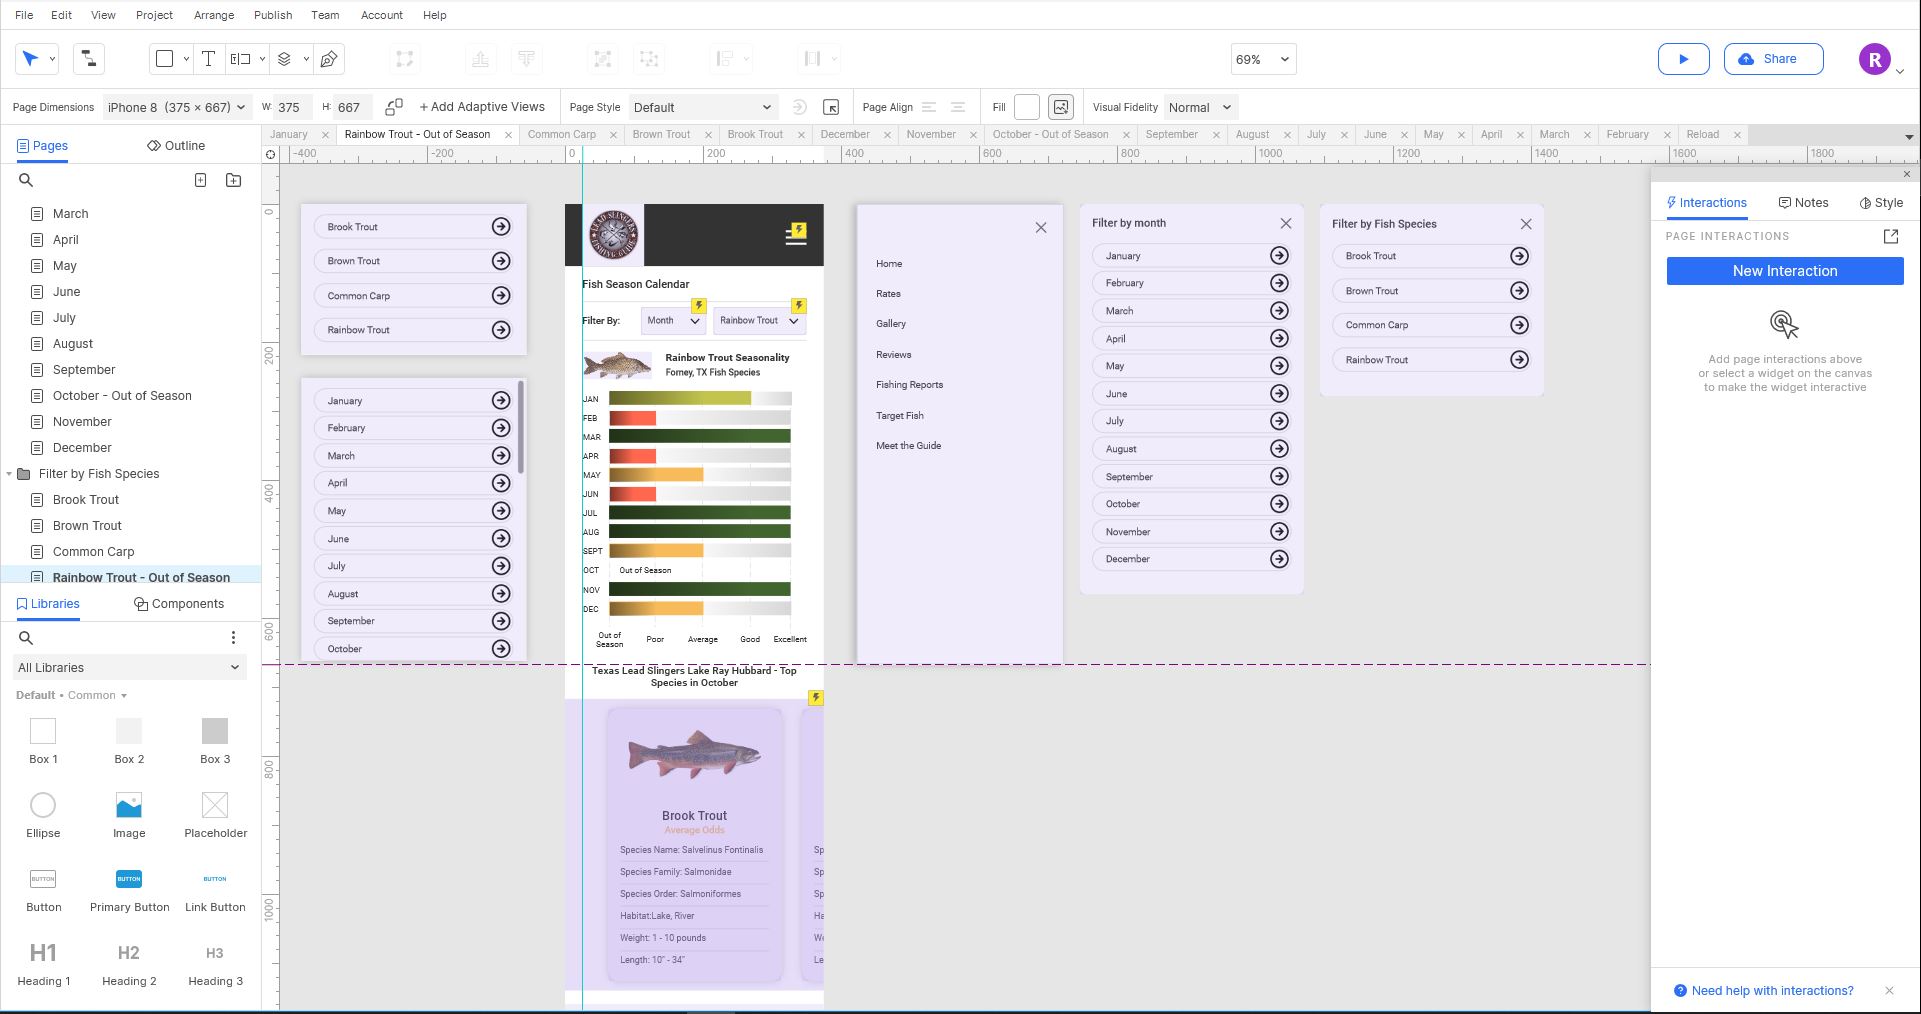 File Edit View Project Arrange Publish Team Account Help
69% Share R
Page Dimensions iPhone 8 (375 × 667) W: 375 H: 667 + Add Adaptive Views Page Style Default Page Align Fill Visual Fidelity Normal
January Rainbow Trout - Out of Season Common Carp Brown Trout Brook Trout December November October - Out of Season September August July June May April March February Reload
-400 -200 0 200 400 600 800 1000 1200 1400 1600 1800
0
200
400
600
800
1000
Pages Outline
March
April
May
June
July
August
September
October - Out of Season
November
December
Filter by Fish Species
Brook Trout
Brown Trout
Common Carp
Rainbow Trout - Out of Season
Libraries Components
All Libraries
Default • Common
Box 1 Box 2 Box 3
Ellipse Image Placeholder
BUTTON BUTTON BUTTON
Button Primary Button Link Button
H1 H2 H3
Heading 1 Heading 2 Heading 3
Brook Trout
Brown Trout
Common Carp
Rainbow Trout
January
February
March
April
May
June
July
August
September
October
LEAD SLINGERS
FISHING GUIDE
Fish Season Calendar
Filter By: Month Rainbow Trout
Rainbow Trout Seasonality
Forney, TX Fish Species
JAN
FEB
MAR
APR
MAY
JUN
JUL
AUG
SEPT
OCT Out of Season
NOV
DEC
Out of Season Poor Average Good Excellent
Texas Lead Slingers Lake Ray Hubbard - Top
Species in October
Brook Trout
Average Odds
Species Name: Salvelinus Fontinalis Sp
Species Family: Salmonidae Sp
Species Order: Salmoniformes Sp
Habitat:Lake, River Ha
Weight: 1 - 10 pounds We
Length: 10" - 34" Le
Home
Rates
Gallery
Reviews
Fishing Reports
Target Fish
Meet the Guide
Filter by month
January
February
March
April
May
June
July
August
September
October
November
December
Filter by Fish Species
Brook Trout
Brown Trout
Common Carp
Rainbow Trout
Interactions Notes Style
PAGE INTERACTIONS
New Interaction
Add page interactions above
or select a widget on the canvas
to make the widget interactive
Need help with interactions?